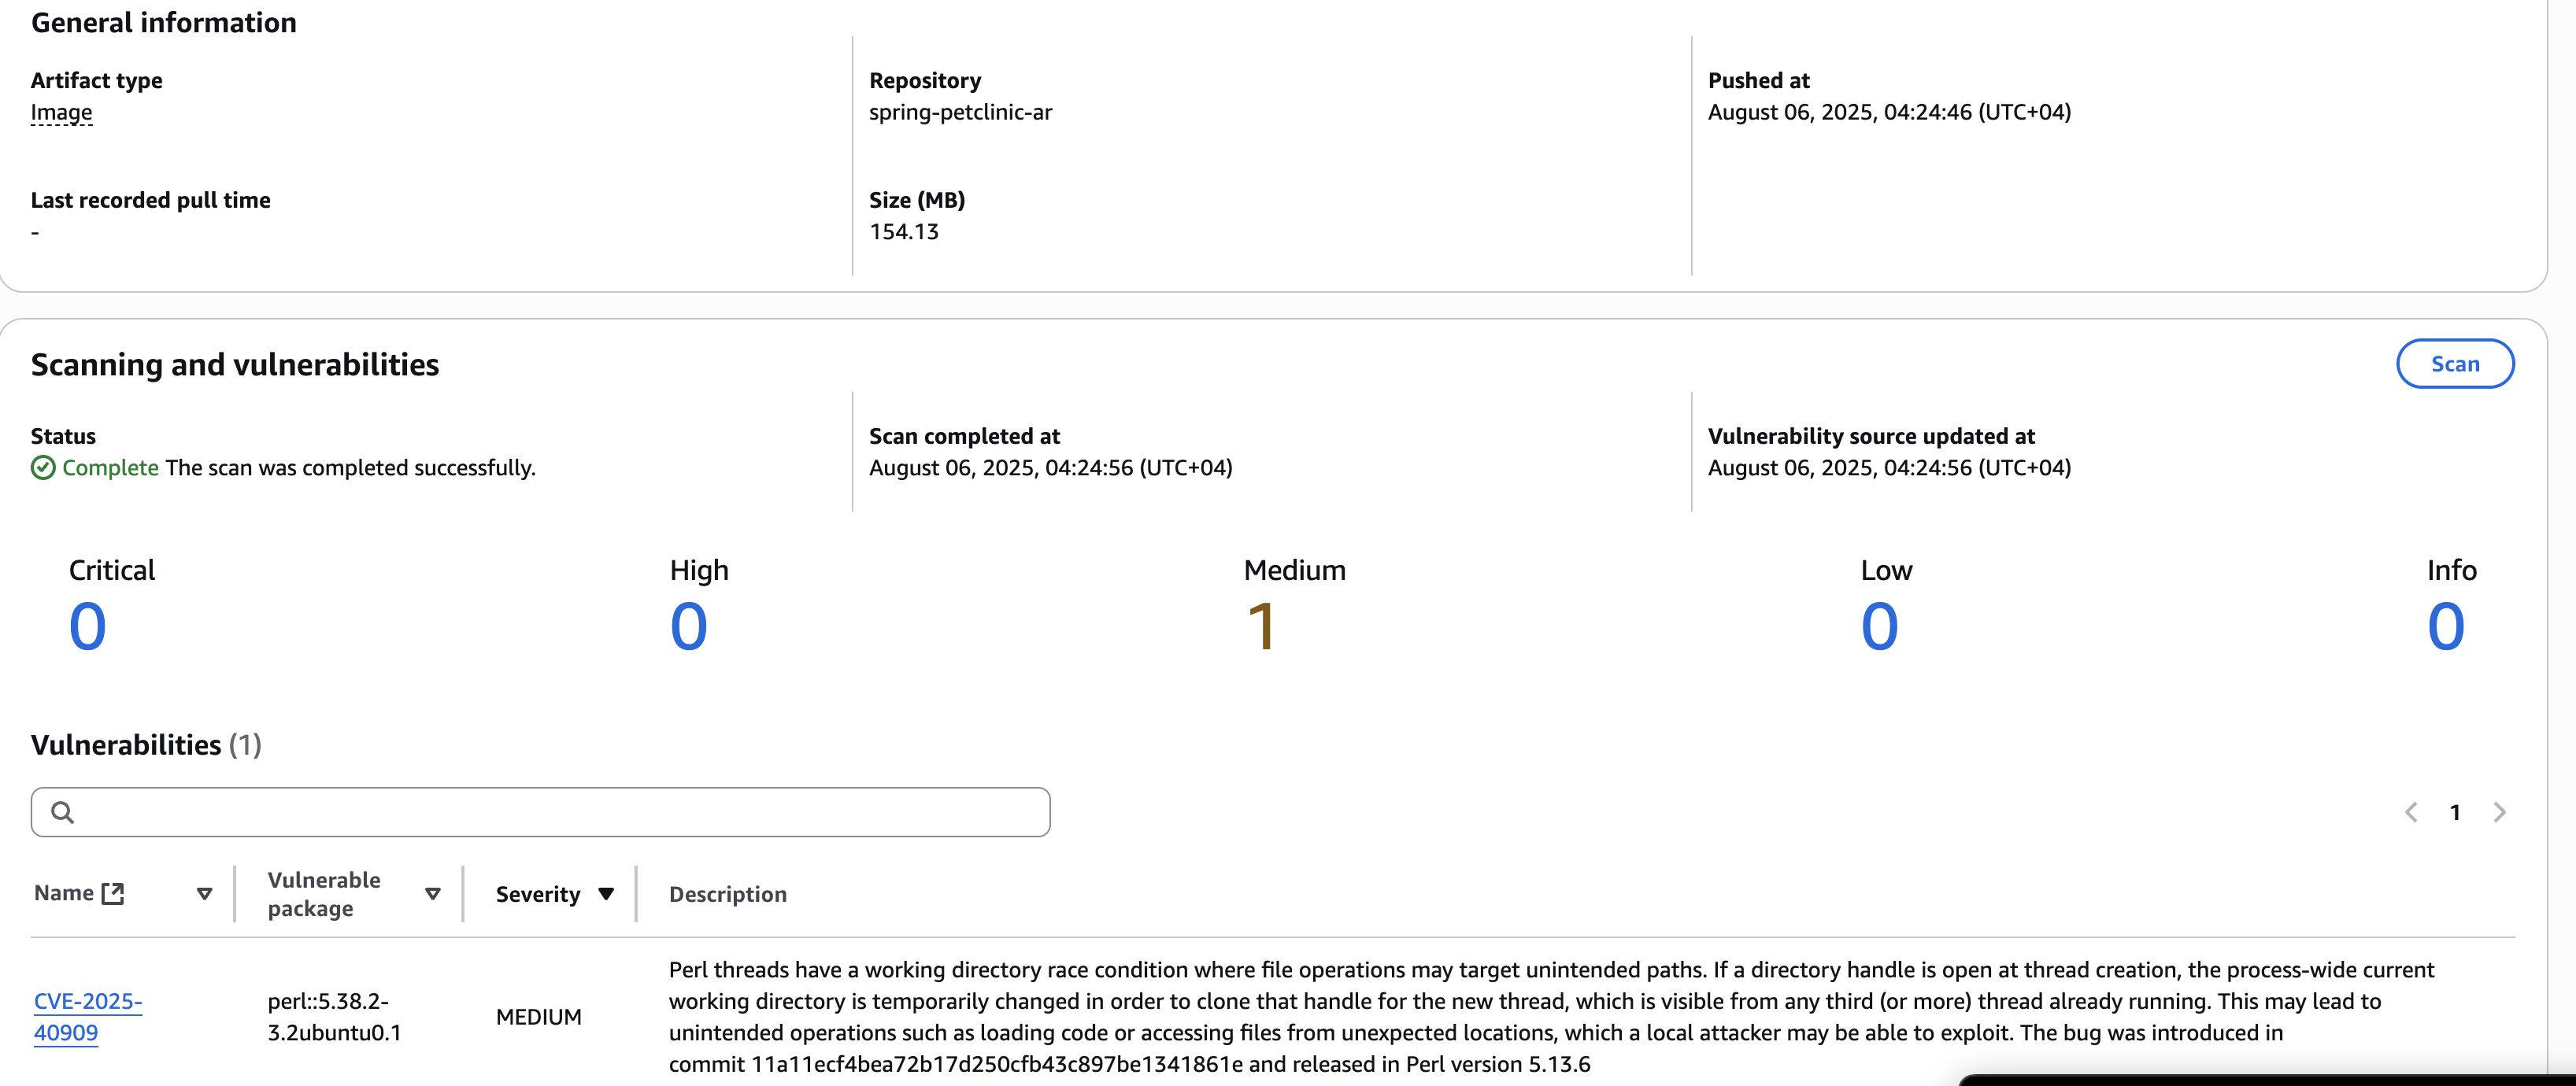 General information
Artifact type
Image
Repository
spring-petclinic-ar
Pushed at
August 06, 2025, 04:24:46 (UTC+04)
Last recorded pull time
-
Size (MB)
154.13
Scanning and vulnerabilities
Scan
Status
Complete The scan was completed successfully.
Scan completed at
August 06, 2025, 04:24:56 (UTC+04)
Vulnerability source updated at
August 06, 2025, 04:24:56 (UTC+04)
Critical
0
High
0
Medium
1
Low
0
Info
0
Vulnerabilities (1)
1
Name
Vulnerable
package
Severity
Description
CVE-2025-
40909
perl::5.38.2-
3.2ubuntu0.1
MEDIUM
Perl threads have a working directory race condition where file operations may target unintended paths. If a directory handle is open at thread creation, the process-wide current
working directory is temporarily changed in order to clone that handle for the new thread, which is visible from any third (or more) thread already running. This may lead to
unintended operations such as loading code or accessing files from unexpected locations, which a local attacker may be able to exploit. The bug was introduced in
commit 11a11ecf4bea72b17d250cfb43c897be1341861e and released in Perl version 5.13.6